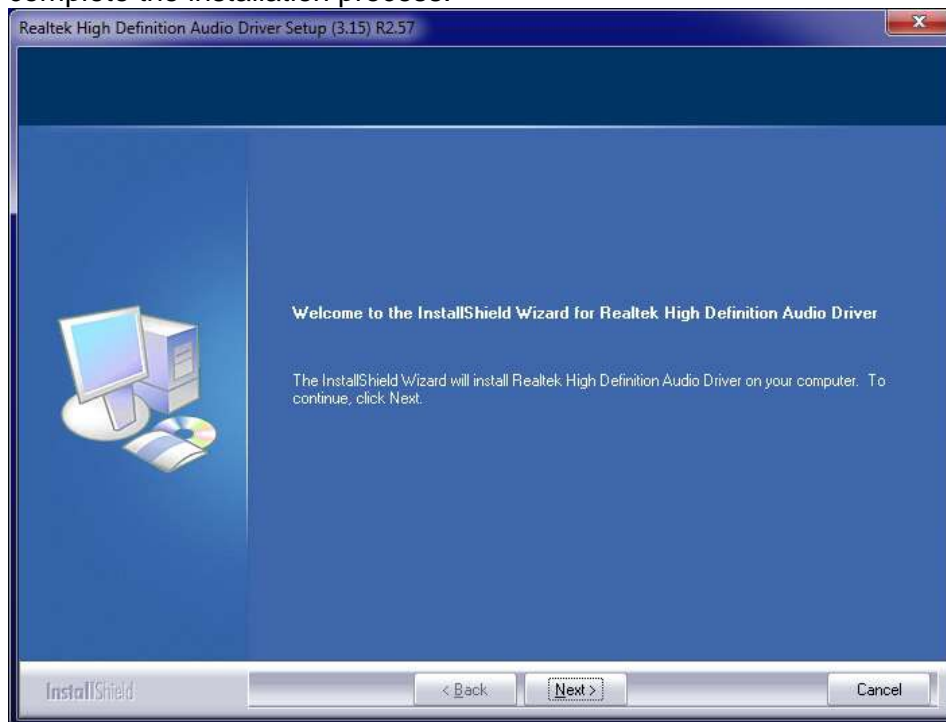 complete the installation process.
Realtek High Definition Audio Driver Setup (3.15) R2.57
Welcome to the InstallShield Wizard for Realtek High Definition Audio Driver
The InstallShield Wizard will install Realtek High Definition Audio Driver on your computer. To
continue, click Next.
InstallShield
< Back
Next >
Cancel